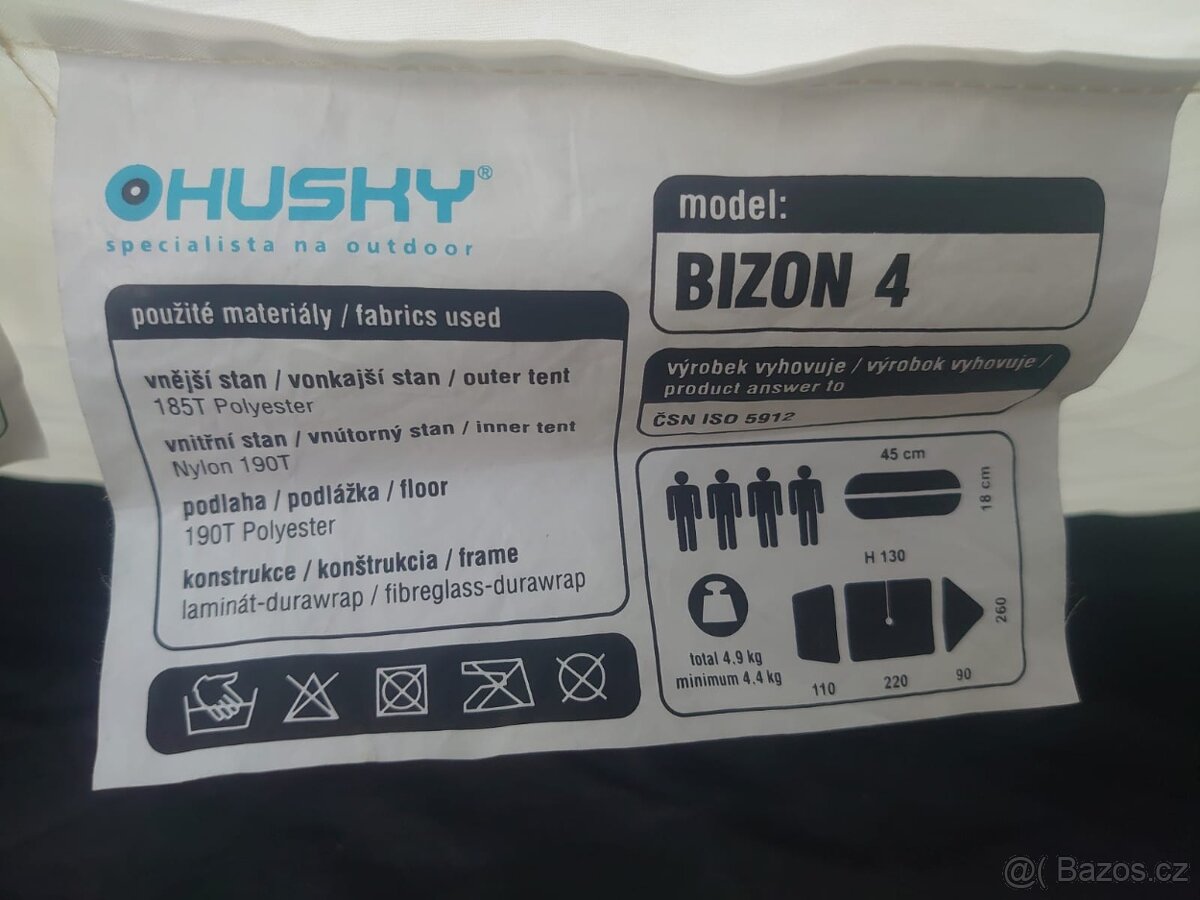 HUSKY®
specialista na outdoor
použité materiály / fabrics used
vnější stan / vonkajší stan / outer tent
185T Polyester
vnitřní stan / vnútorný stan / inner tent
Nylon 190T
podlaha / podlážka / floor
190T Polyester
konstrukce / konštrukcia / frame
laminát-durawrap / fibreglass-durawrap
model:
BIZON 4
výrobek vyhovuje / výrobok vyhovuje /
product answer to
ČSN ISO 5912
45 cm
18 cm
H 130
260
total 4.9 kg
minimum 4.4 kg
110
220
90
@( Bazos.cz